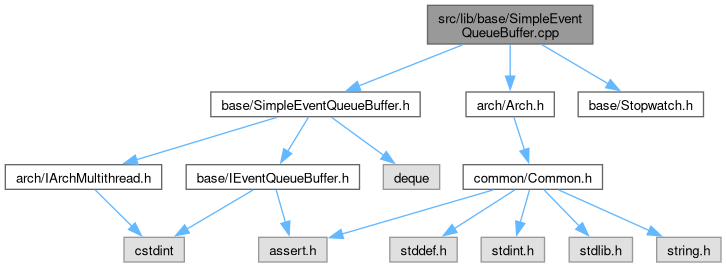 src/lib/base/SimpleEvent
QueueBuffer.cpp
base/SimpleEventQueueBuffer.h
arch/Arch.h
base/Stopwatch.h
arch/IArchMultithread.h
base/IEventQueueBuffer.h
deque
common/Common.h
cstdint
assert.h
stddef.h
stdint.h
stdlib.h
string.h